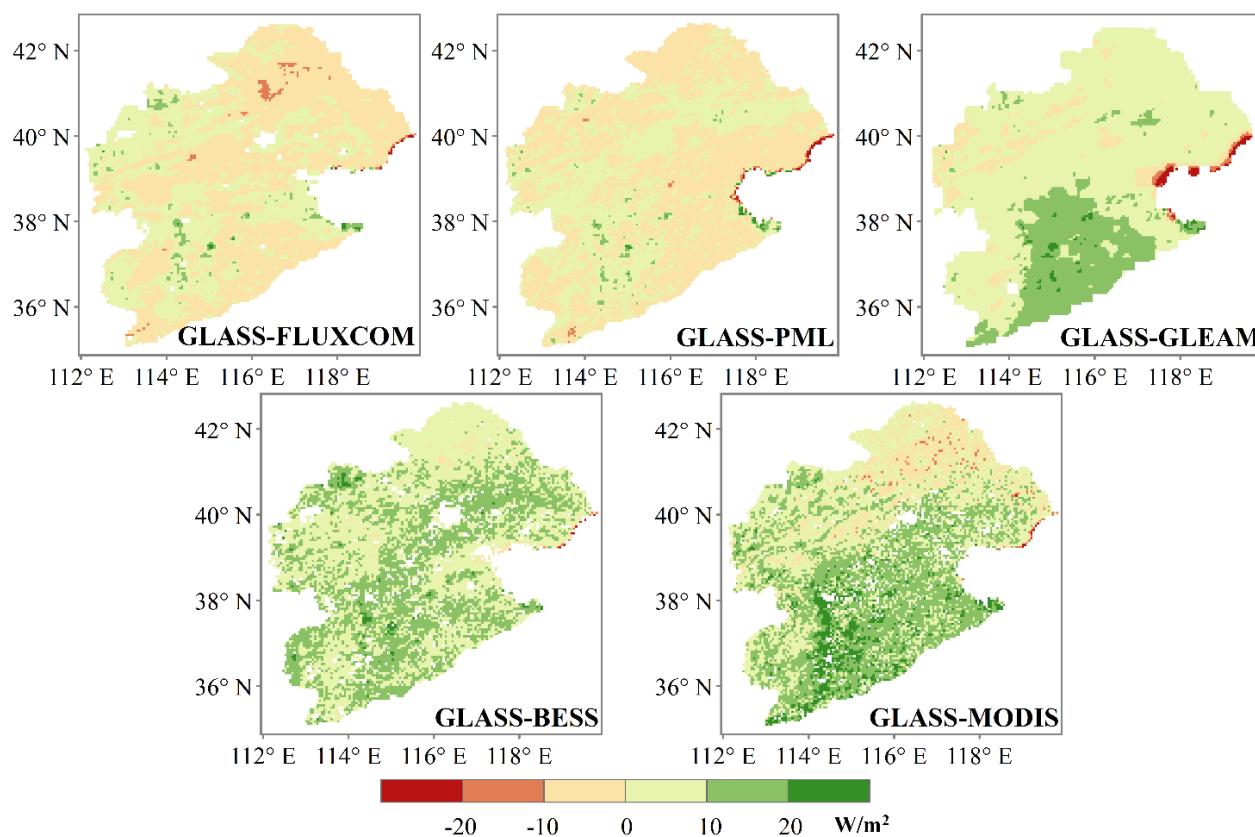 42° N
40° N
38° N
36° N
GLASS-FLUXCOM
112° E 114° E 116° E 118° E
42° N
40° N
38° N
36° N
GLASS-PML
112° E 114° E 116° E 118° E
42° N
40° N
38° N
36° N
GLASS-GLEAM
112° E 114° E 116° E 118° E
42° N
40° N
38° N
36° N
GLASS-BESS
112° E 114° E 116° E 118° E
42° N
40° N
38° N
36° N
GLASS-MODIS
112° E 114° E 116° E 118° E
-20 -10 0 10 20 W/m²